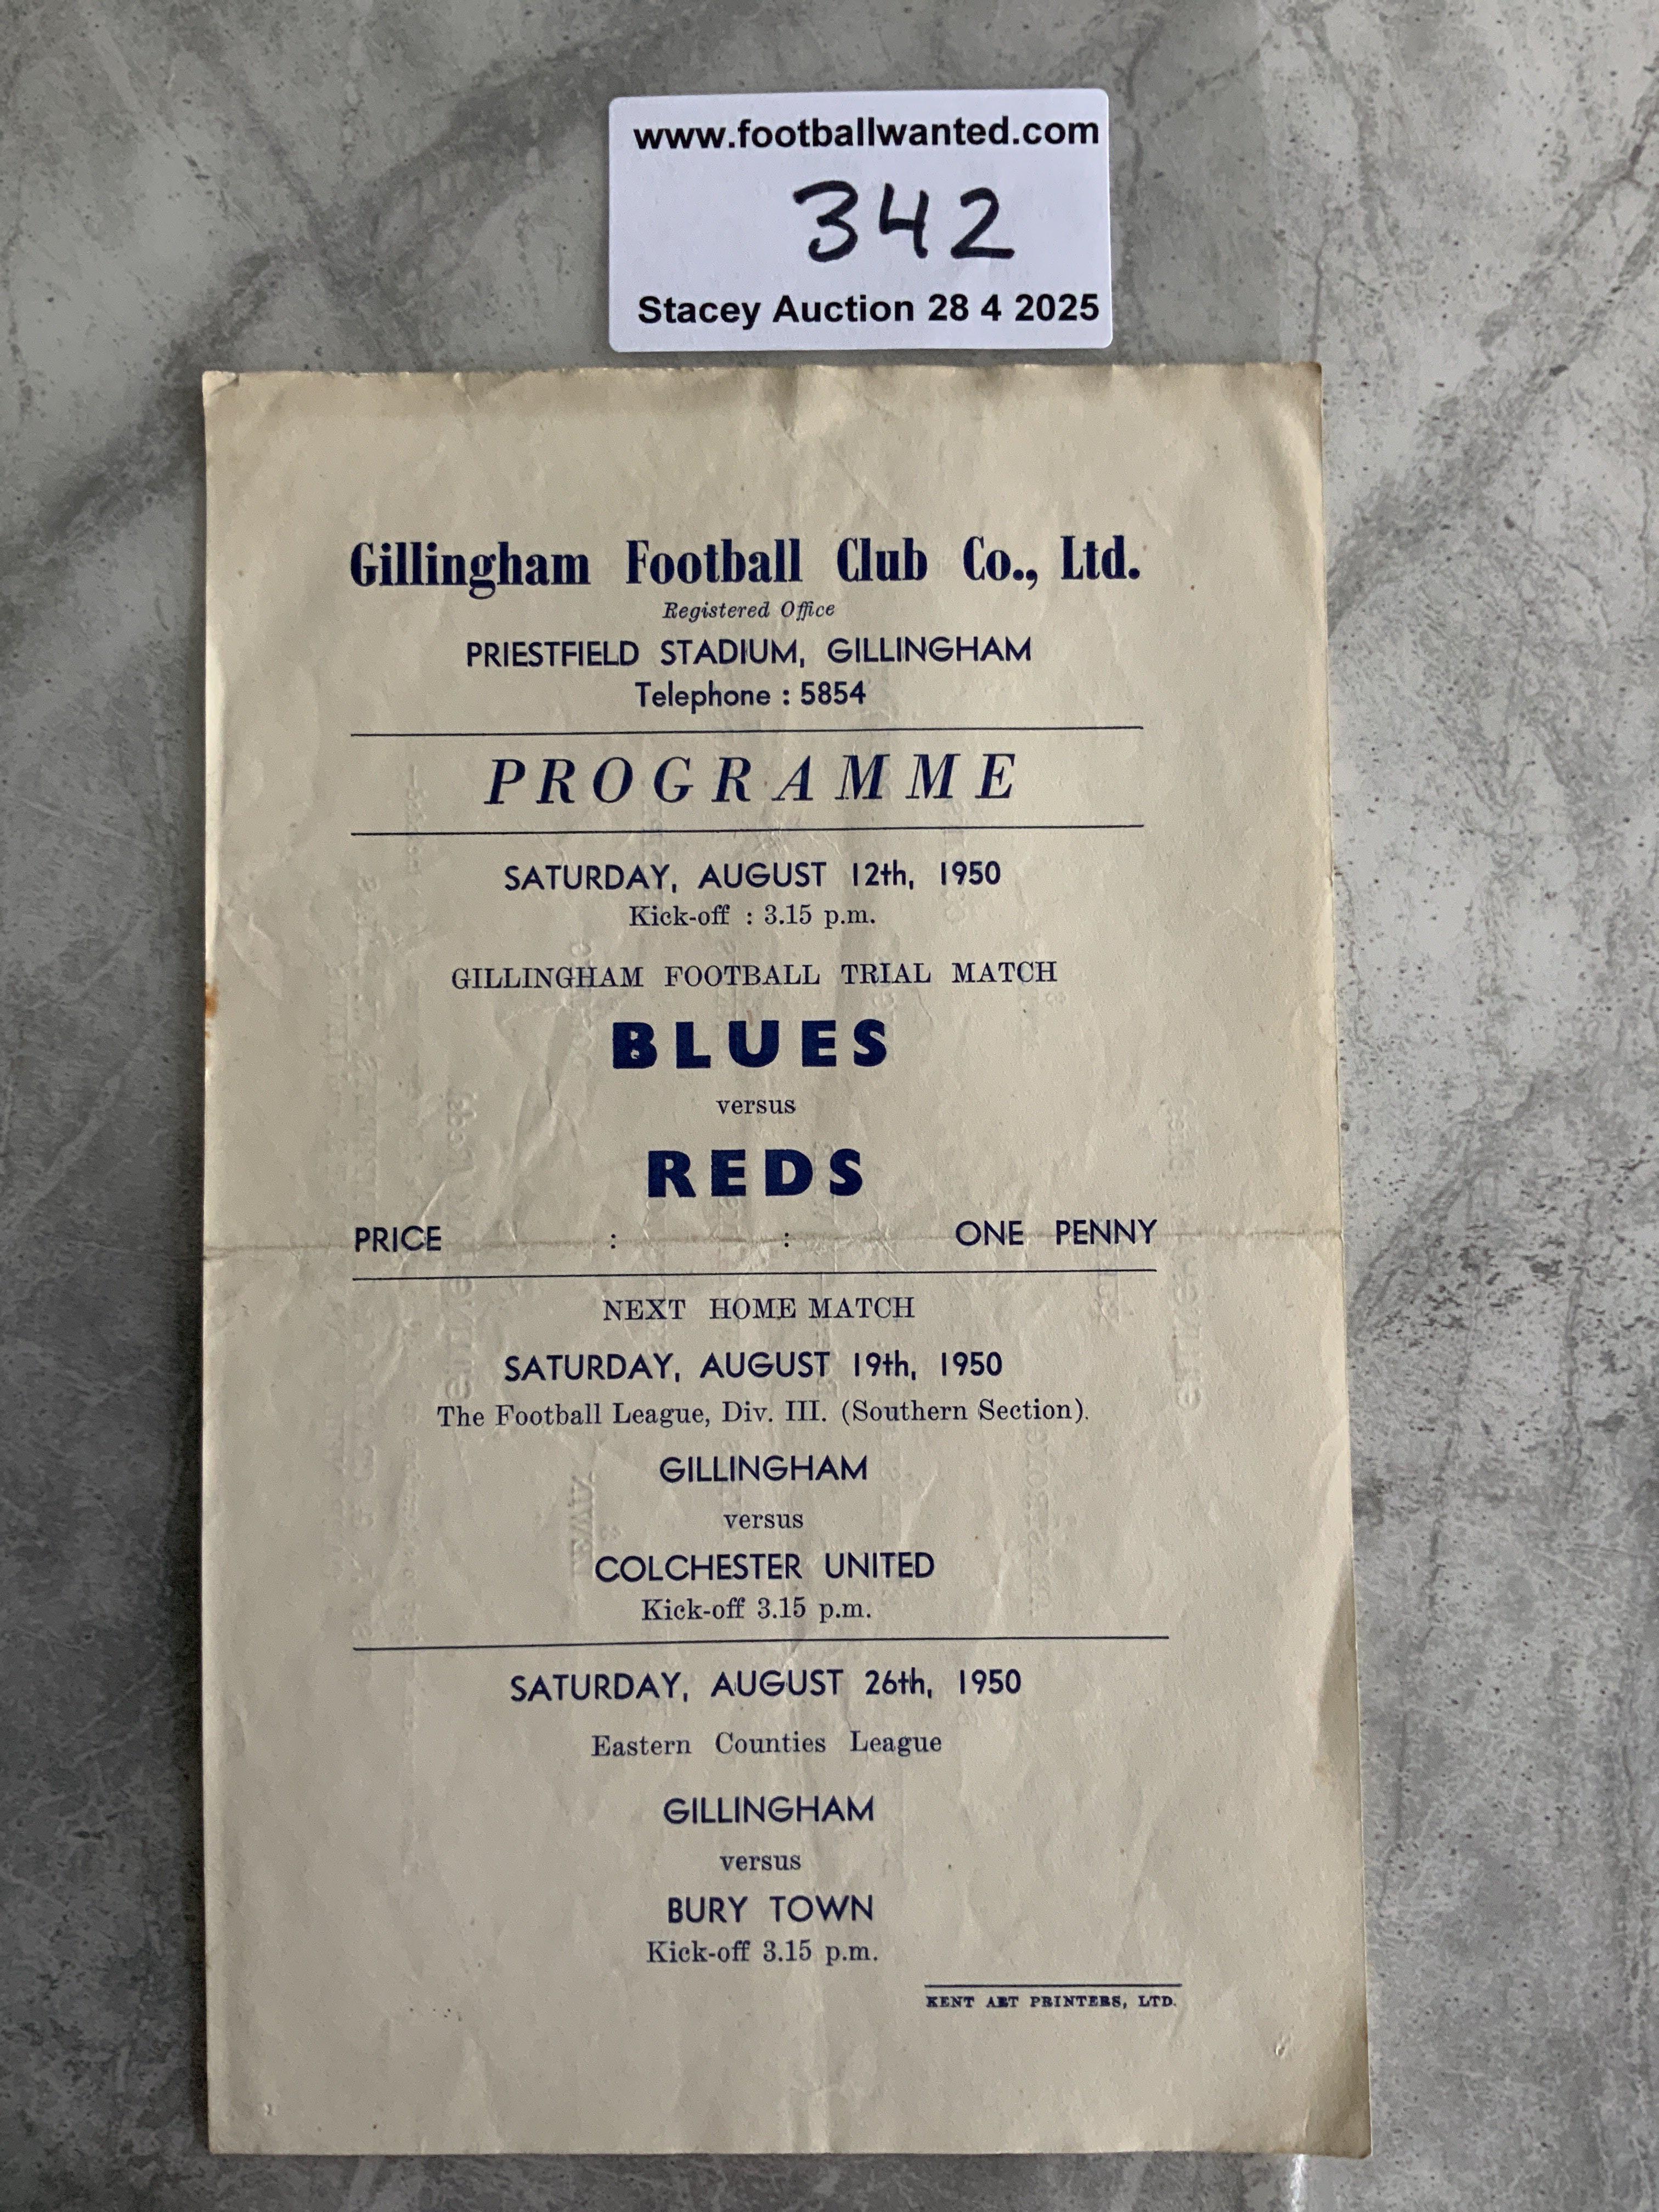 www.footballwanted.com
342
Stacey Auction 28 4 2025
Gillingham Football Club Co., Ltd.
Registered Office
PRIESTFIELD STADIUM, GILLINGHAM
Telephone : 5854
PROGRAMME
SATURDAY, AUGUST 12th, 1950
Kick-off : 3.15 p.m.
GILLINGHAM FOOTBALL TRIAL MATCH
BLUES
versus
REDS
PRICE : : ONE PENNY
NEXT HOME MATCH
SATURDAY, AUGUST 19th, 1950
The Football League, Div. III. (Southern Section).
GILLINGHAM
versus
COLCHESTER UNITED
Kick-off 3.15 p.m.
SATURDAY, AUGUST 26th, 1950
Eastern Counties League
GILLINGHAM
versus
BURY TOWN
Kick-off 3.15 p.m.
KENT ART PRINTERS, LTD.